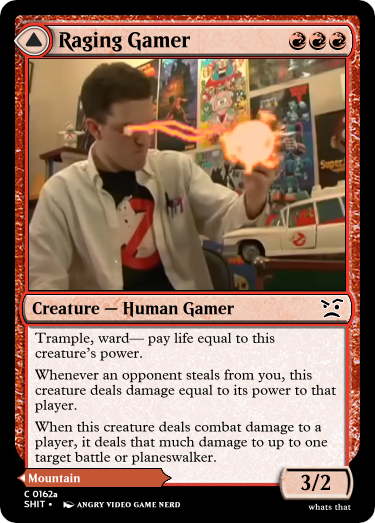 Raging Gamer
Creature — Human Gamer
Trample, ward— pay life equal to this
creature's power.
Whenever an opponent steals from you, this
creature deals damage equal to its power to that
player.
When this creature deals combat damage to a
player, it deals that much damage to up to one
target battle or planeswalker.
Mountain
3/2
C 0162a
SHIT • ANGRY VIDEO GAME NERD
whats that